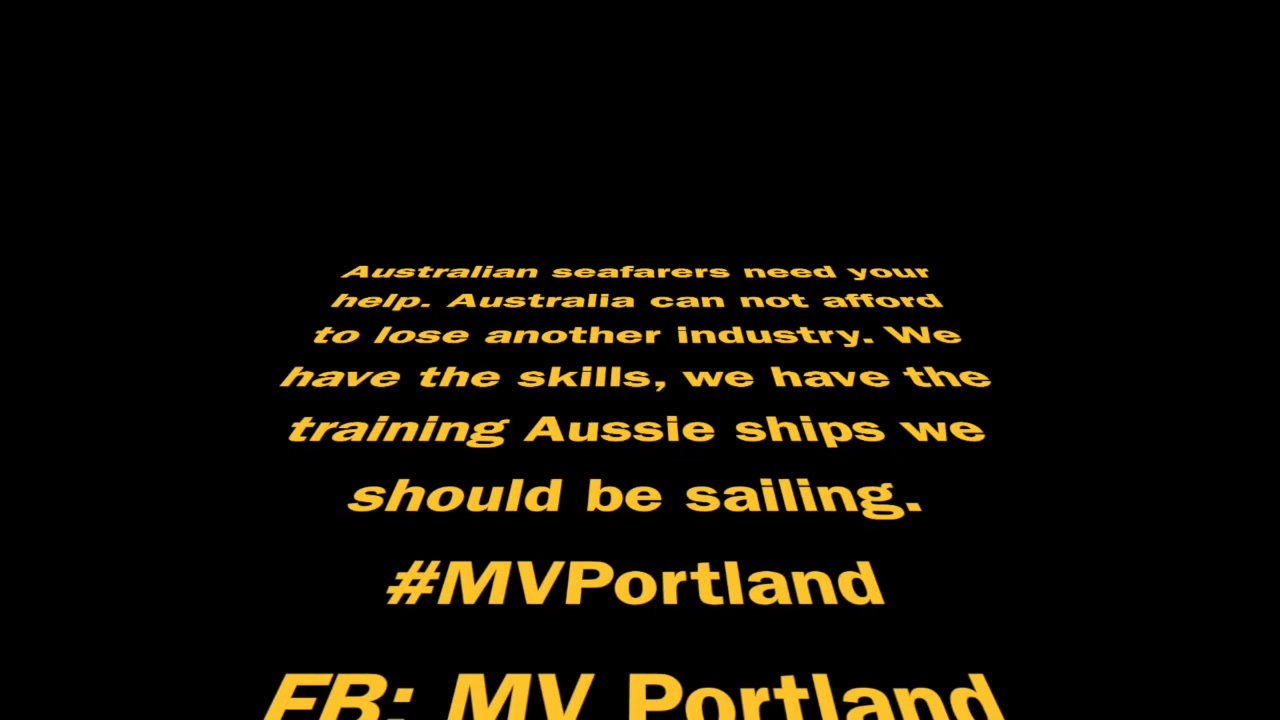 Australian seafarers need your
help. Australia can not afford
to lose another industry. We
have the skills, we have the
training Aussie ships we
should be sailing.
#MVPortland
FB: MV Portland